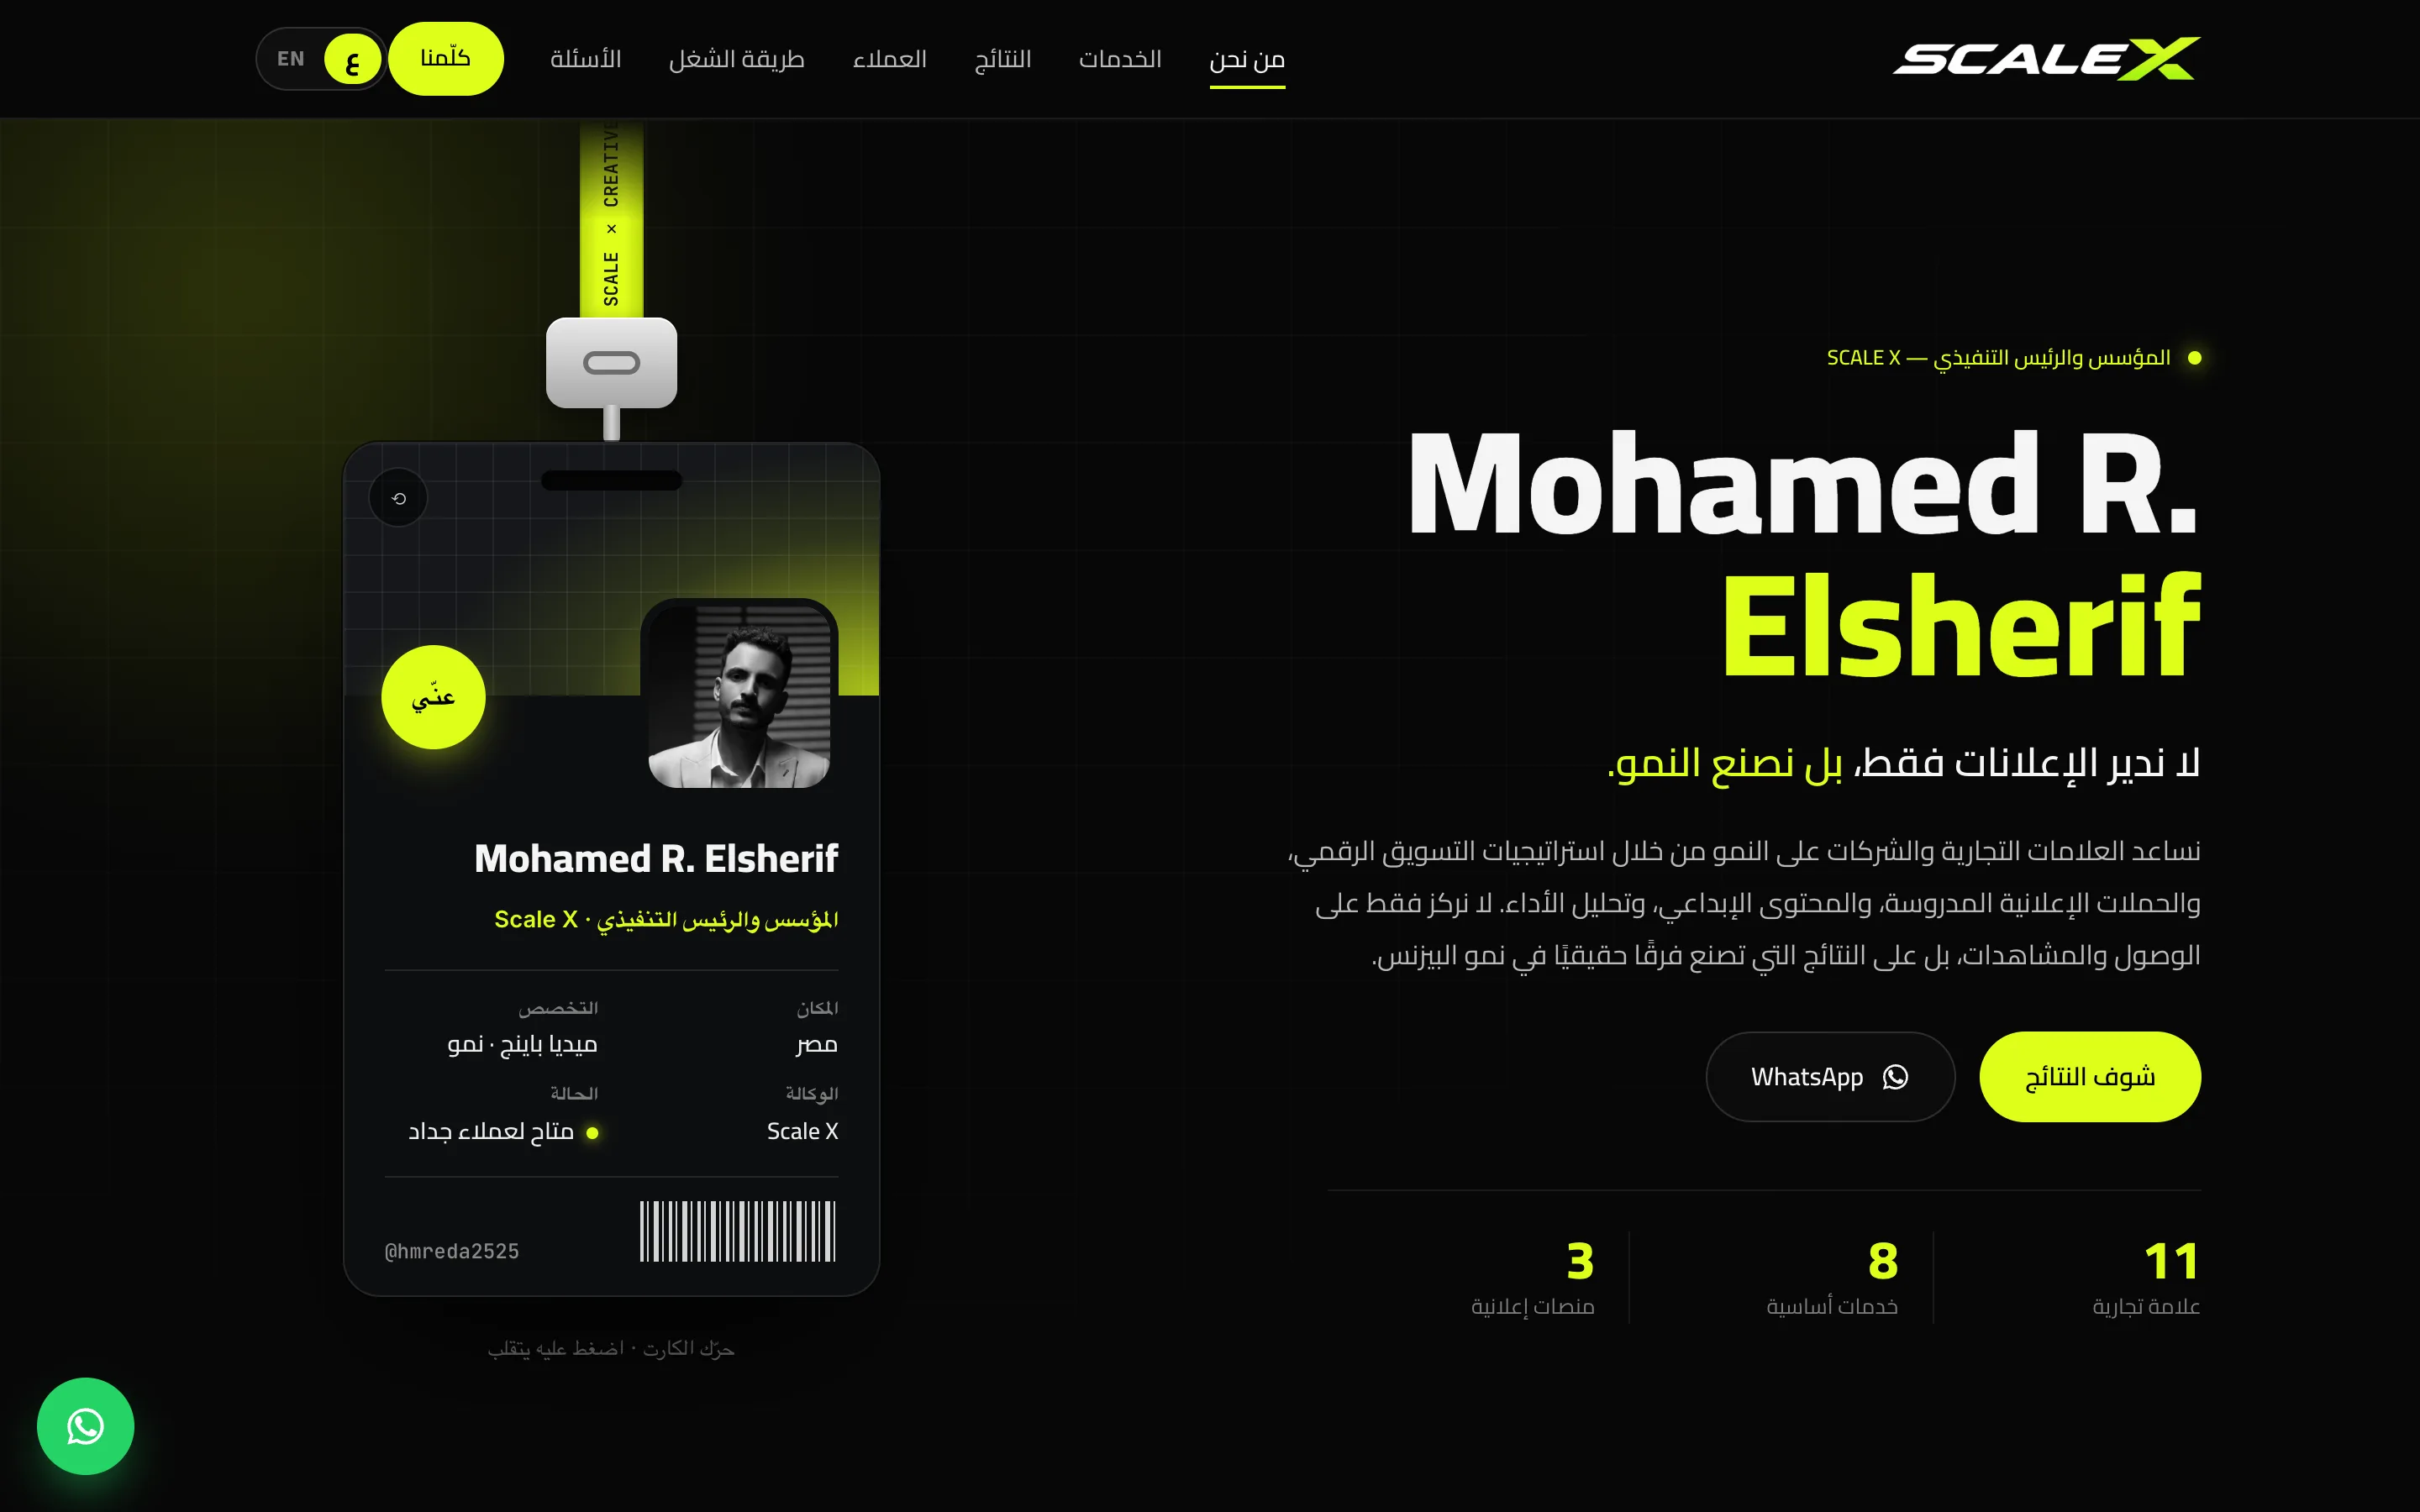 SCALEX
من نحن
الخدمات
النتائج
العملاء
طريقة الشغل
الأسئلة
كلّمنا
ع
EN
المؤسس والرئيس التنفيذي — SCALE X
Mohamed R.
Elsherif
لا ندير الإعلانات فقط، بل نصنع النمو.
نساعد العلامات التجارية والشركات على النمو من خلال استراتيجيات التسويق الرقمي،
والحملات الإعلانية المدروسة، والمحتوى الإبداعي، وتحليل الأداء. لا نركز فقط على
الوصول والمشاهدات، بل على النتائج التي تصنع فرقًا حقيقيًا في نمو البيزنس.
شوف النتائج
WhatsApp
11
علامة تجارية
8
خدمات أساسية
3
منصات إعلانية
SCALE × CREATIVE
عنّي
Mohamed R. Elsherif
المؤسس والرئيس التنفيذي · Scale X
المكان
مصر
التخصص
ميديا باينج · نمو
الوكالة
Scale X
الحالة
متاح لعملاء جداد
@hmreda2525
حرّك الكارت · اضغط عليه يتقلب